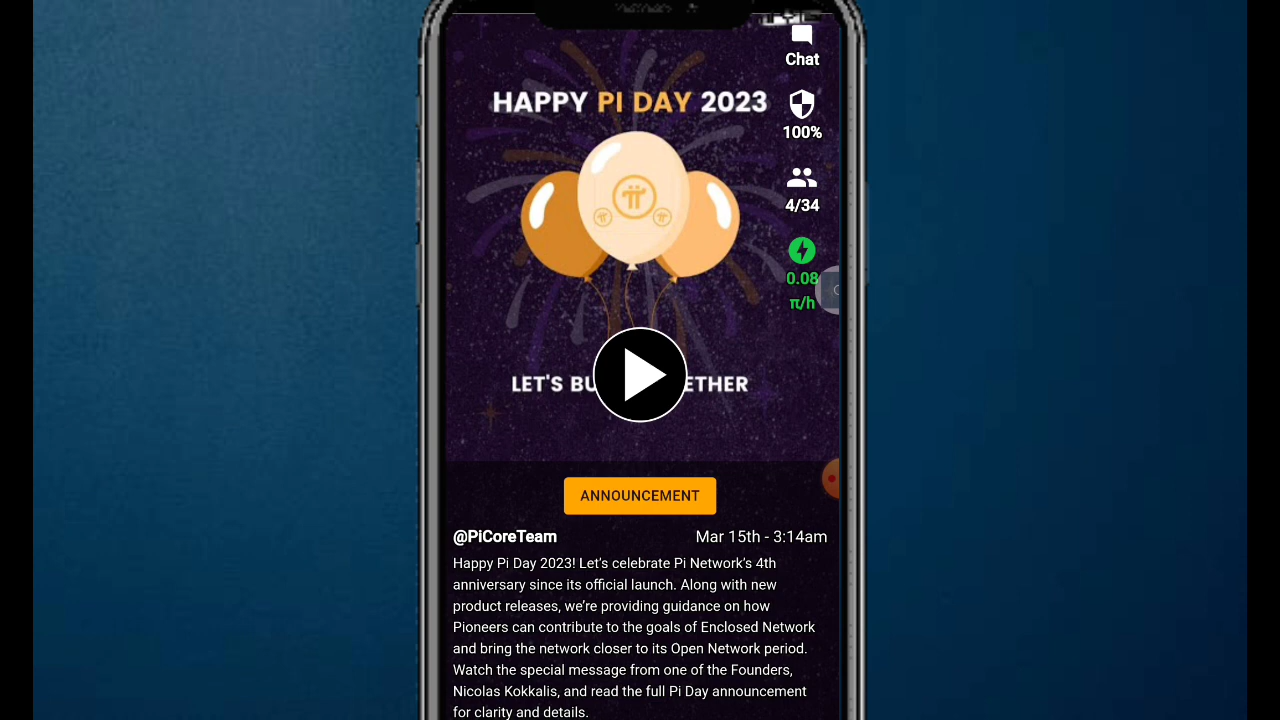 Chat
HAPPY PI DAY 2023
100%
4/34
0.08
π/h
LET'S BU ETHER
ANNOUNCEMENT
@PiCoreTeam Mar 15th - 3:14am
Happy Pi Day 2023! Let's celebrate Pi Network's 4th
anniversary since its official launch. Along with new
product releases, we're providing guidance on how
Pioneers can contribute to the goals of Enclosed Network
and bring the network closer to its Open Network period.
Watch the special message from one of the Founders,
Nicolas Kokkalis, and read the full Pi Day announcement
for clarity and details.